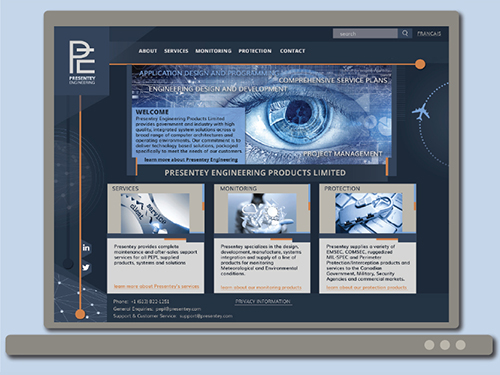 PRESENTEY
ENGINEERING
search
FRANÇAIS
ABOUT SERVICES MONITORING PROTECTION CONTACT
APPLICATION DESIGN AND PROGRAMMING
COMPREHENSIVE SERVICE PLANS
ENGINEERING DESIGN AND DEVELOPMENT
WELCOME
Presentey Engineering Products Limited
provides government and industry with high
quality, integrated system solutions across a
broad range of computer architectures and
operating environments. Our commitment is to
deliver technology based solutions, packaged
specifically to meet the needs of our customers.
learn more about Presentey Engineering
PROJECT MANAGEMENT
PRESENTEY ENGINEERING PRODUCTS LIMITED
SERVICES
Presentey provides complete
maintenance and after-sales support
services for all PEPL supplied
products, systems and solutions
learn more about Presentey's services
MONITORING
Presentey specializes in the design,
development, manufacture, systems
integration and supply of a line of
products for monitoring
Meteorological and Environmental
conditions.
learn about our monitoring products
PROTECTION
Presentey supplies a variety of
EMSEC, COMSEC, ruggedized
MIL-SPEC and Perimeter
Protection/Interception products and
services to the Canadian
Government, Military, Security
Agencies and commercial markets.
learn about our protection products
in
Phone: +1 (613) 822-1251
General Enquiries: pepl@presentey.com
Support & Customer Service: support@presentey.com
PRIVACY INFORMATION